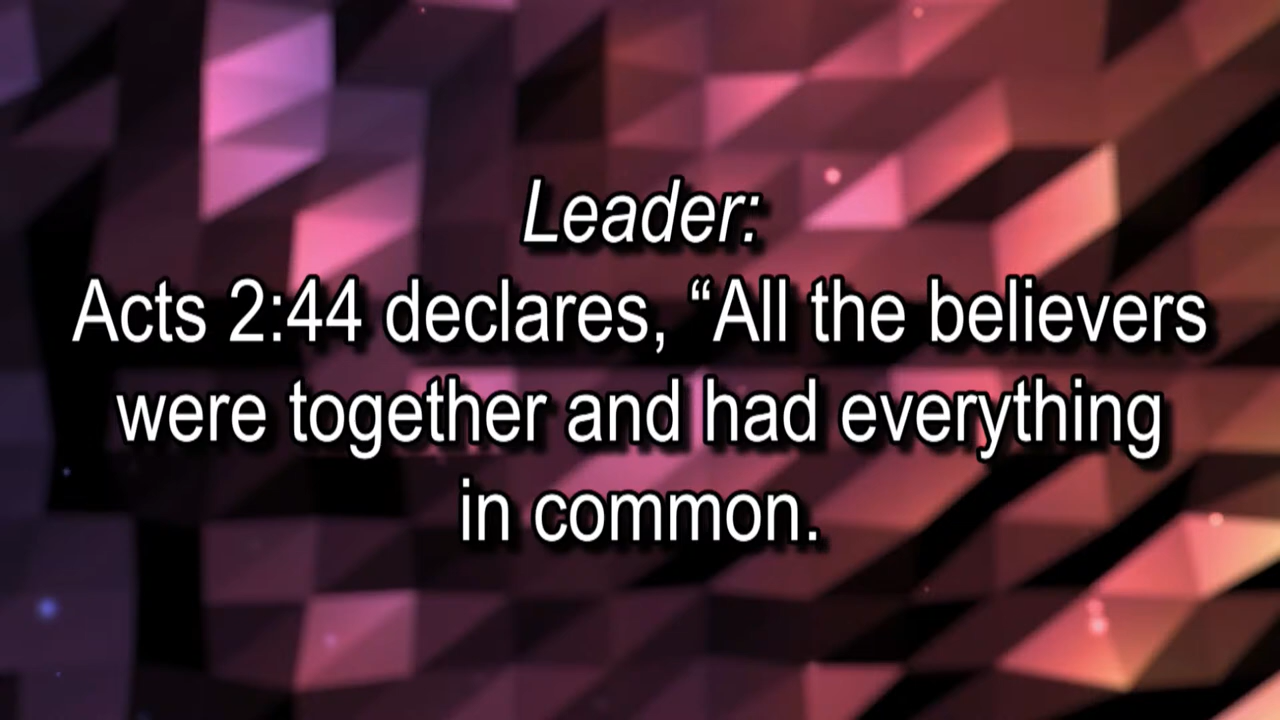 Leader:
Acts 2:44 declares, “All the believers
were together and had everything
in common.